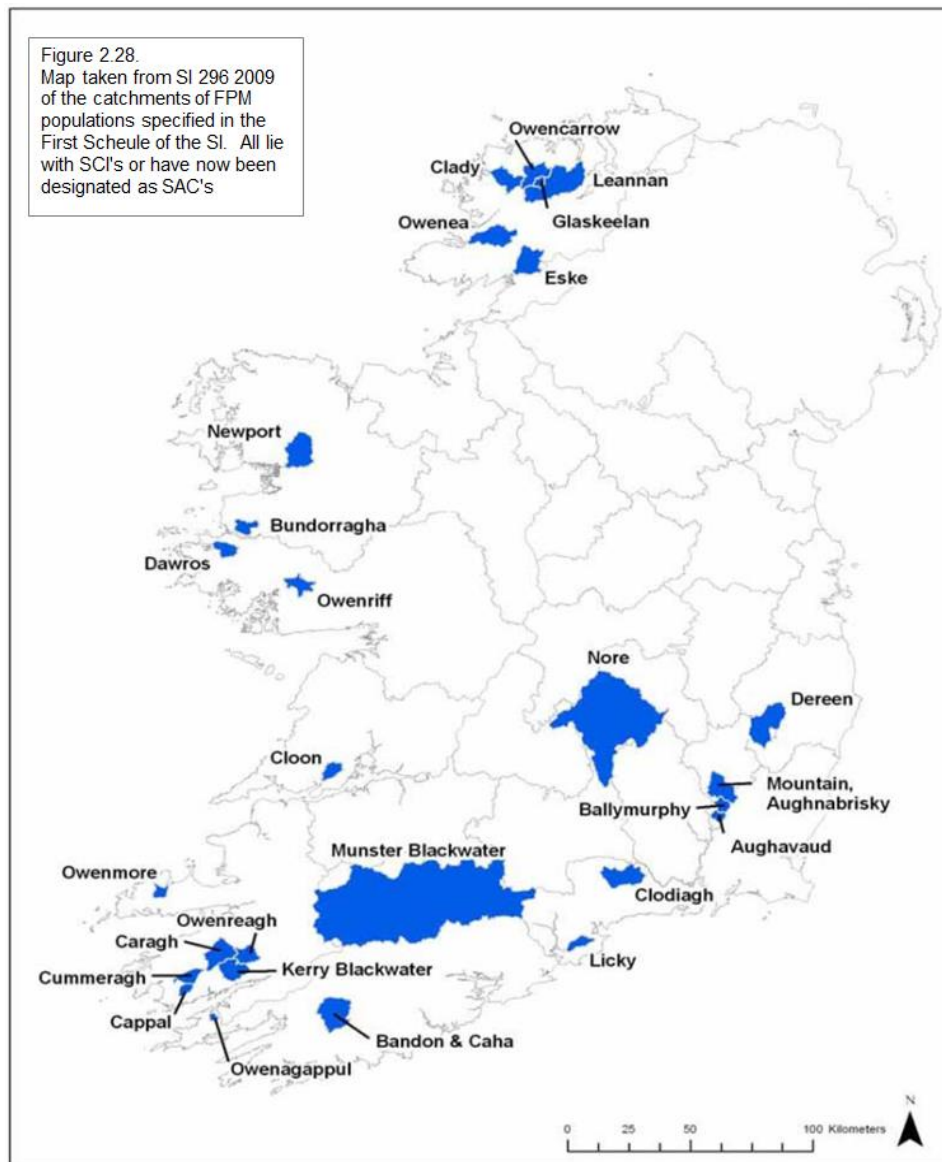 Figure 2.28.
Map taken from SI 296 2009
of the catchments of FPM
populations specified in the
First Scheule of the SI. All lie
with SCI's or have now been
designated as SAC's
Owencarrow
Clady
Leannan
Glaskeelan
Owenea
Eske
Newport
Bundorragha
Dawros
Owenriff
Nore
Dereen
Cloon
Mountain,
Aughnabrisky
Ballymurphy
Aughavaud
Munster Blackwater
Owenmore
Clodiagh
Owenreagh
Caragh
Licky
Cummeragh
Kerry Blackwater
Cappal
Bandon & Caha
Owenagappul
N
0 25 50 100 Kilometers